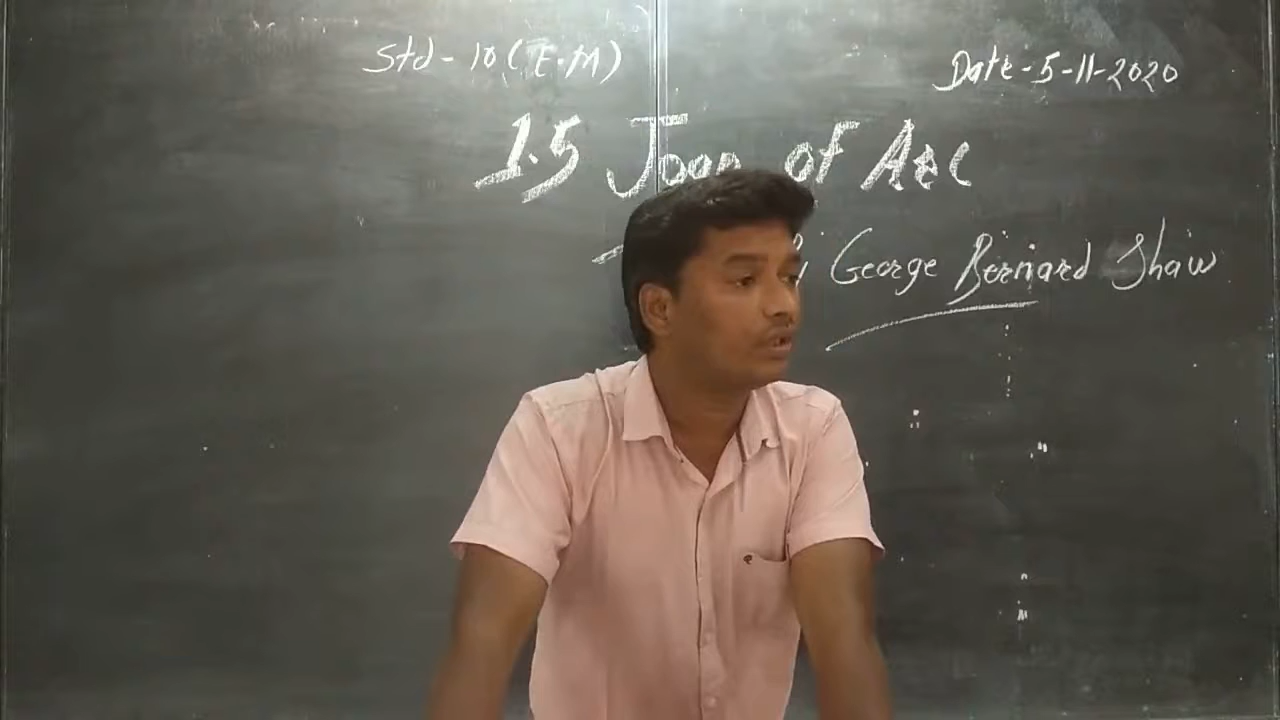 Std - 10 (E.M)
Date - 5-11-2020
1.5 Joan of Arc
George Bernard Shaw